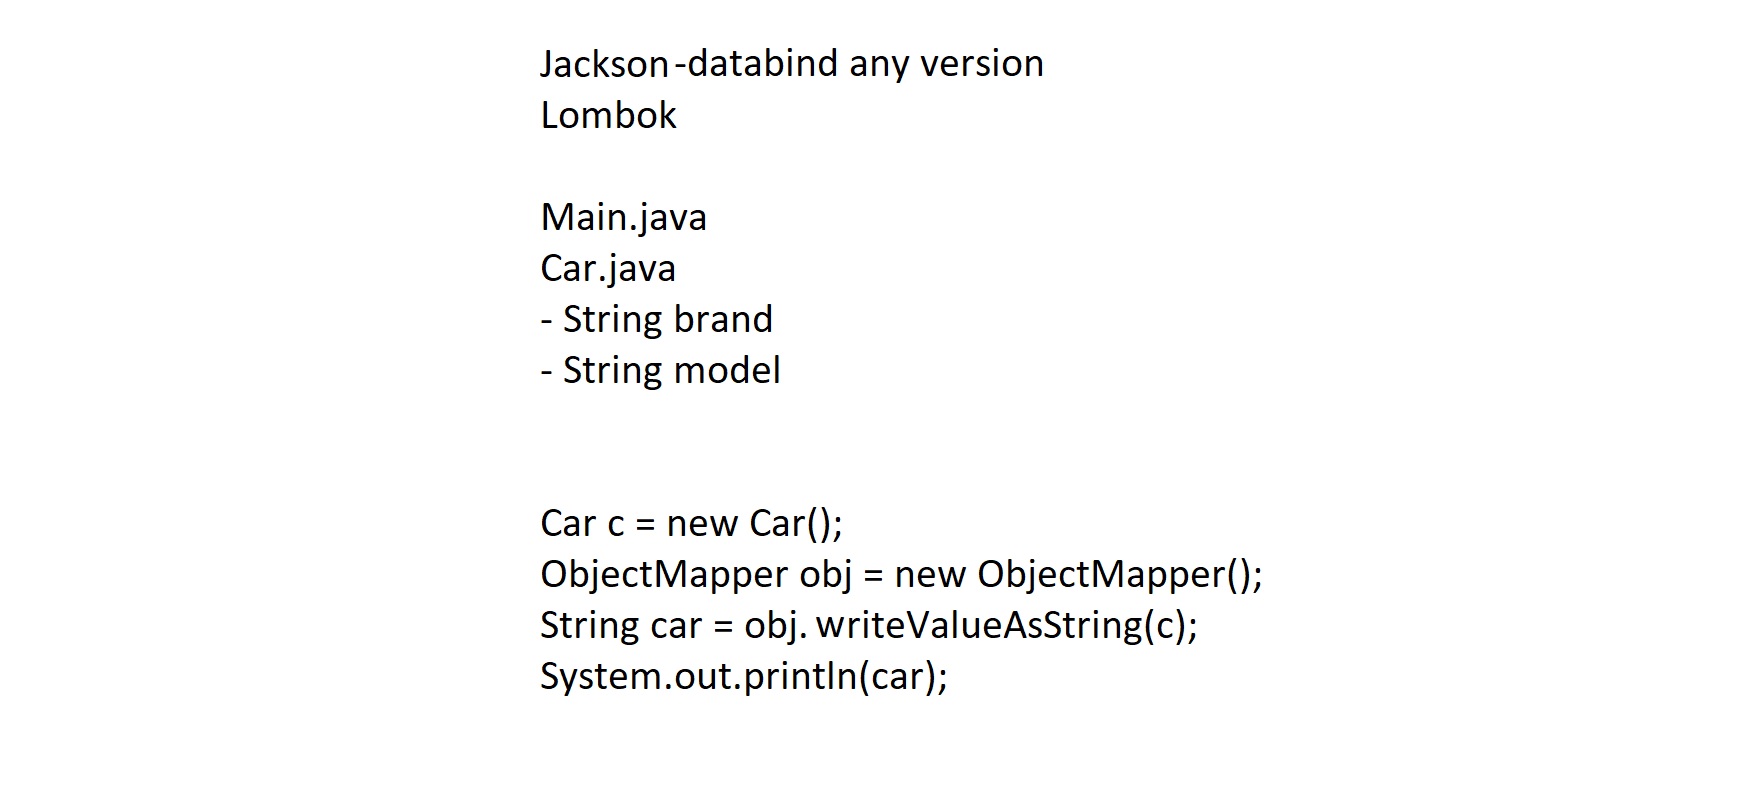 Jackson-databind any version
Lombok
Main.java
Car.java
- String brand
- String model
Car c = new Car();
ObjectMapper obj = new ObjectMapper();
String car = obj. writeValueAsString(c);
System.out.println(car);